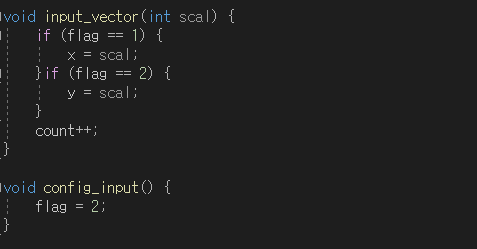 void input_vector(int scal) {
if (flag == 1) {
x = scal;
}if (flag == 2) {
y = scal;
}
count++;
}
void config_input() {
flag = 2;
}